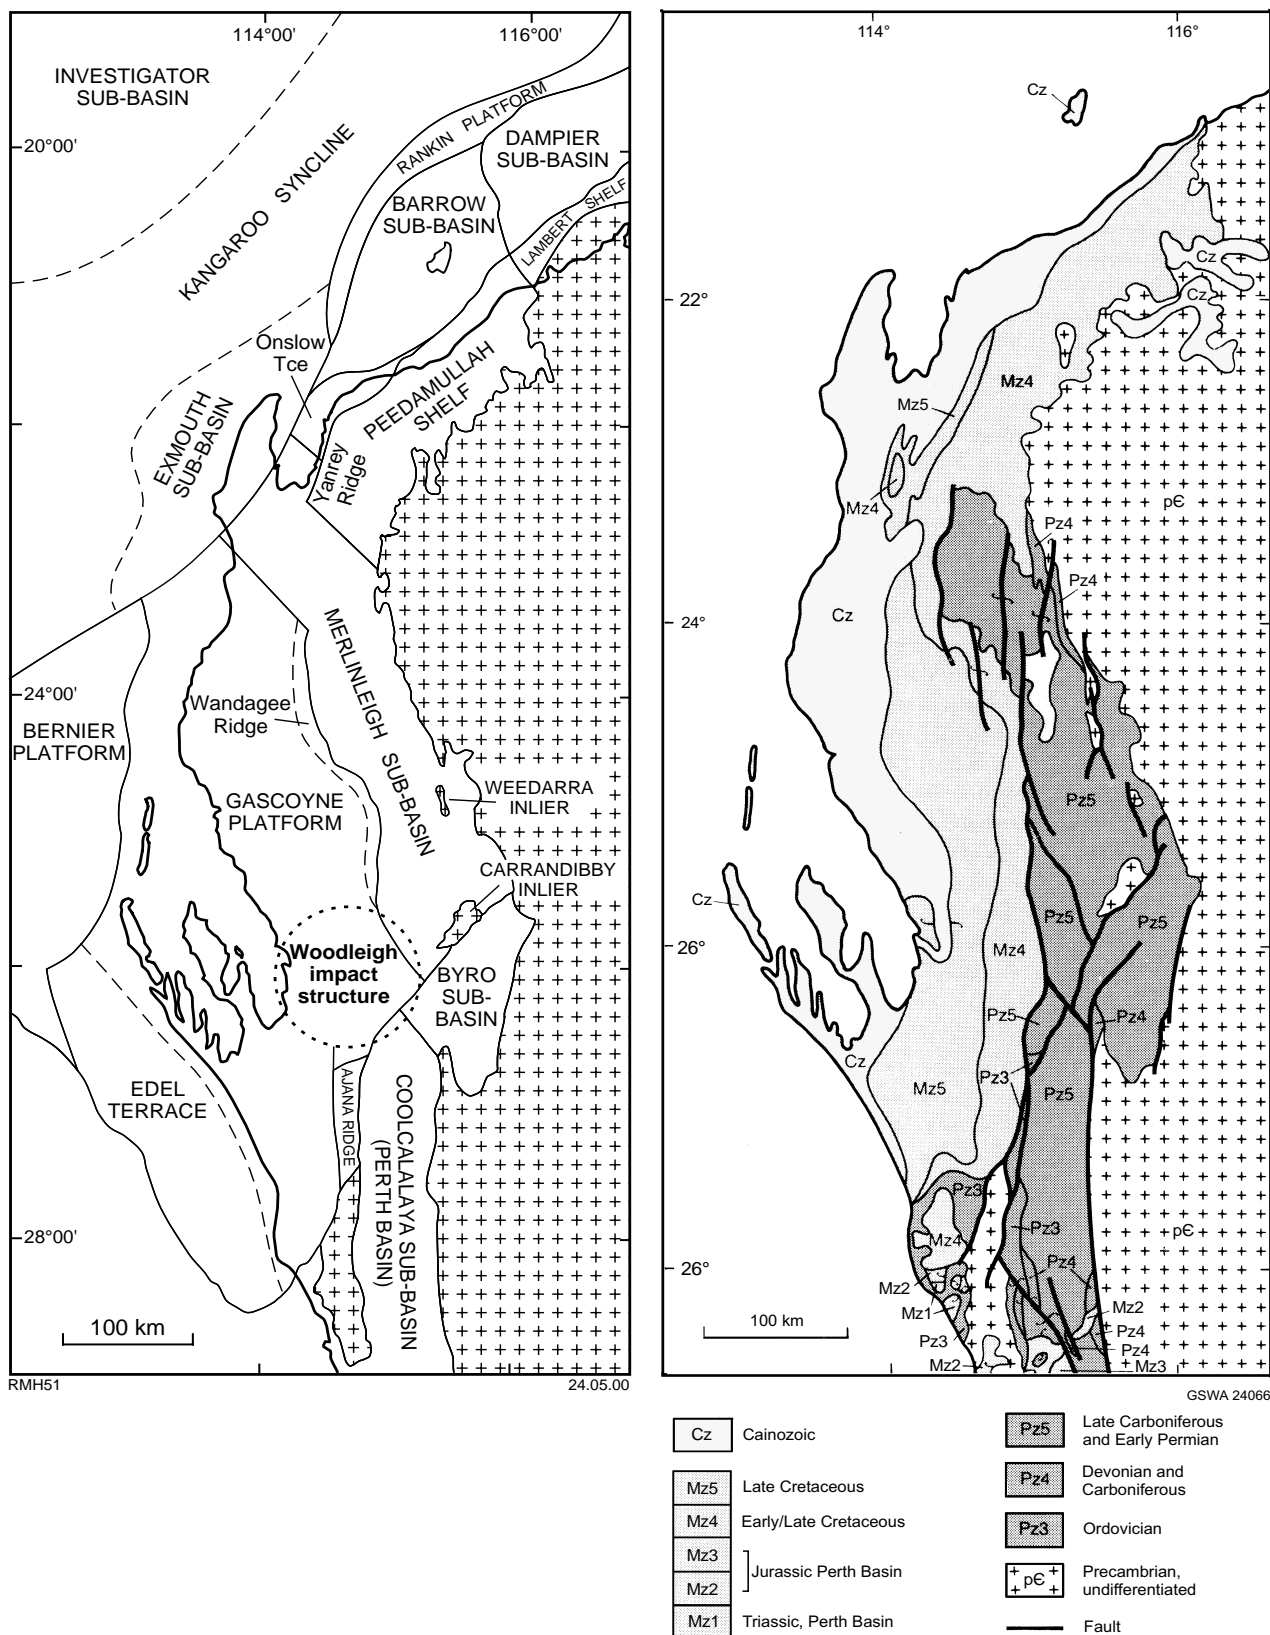 114°00'
116°00'
INVESTIGATOR
SUB-BASIN
20°00'
KANGAROO SYNCLINE
RANKIN PLATFORM
DAMPIER
SUB-BASIN
BARROW
SUB-BASIN
LAMBERT SHELF
Onslow
Tce
PEEDAMULLAH
SHELF
EXMOUTH
SUB-BASIN
Yanrey
Ridge
MERLINLEIGH SUB-BASIN
24°00'
Wandagee
Ridge
BERNIER
PLATFORM
GASCOYNE
PLATFORM
WEEDARRA
INLIER
CARRANDIBBY
INLIER
Woodleigh
impact
structure
BYRO
SUB-
BASIN
EDEL
TERRACE
AJANA RIDGE
COOLCALALAYA SUB-BASIN
(PERTH BASIN)
28°00'
100 km
RMH51
24.05.00
114°
116°
Cz
Cz
Cz
22°
Mz4
Mz5
Mz4
pЄ
Pz4
Pz4
Cz
24°
Pz5
Cz
Pz5
Pz5
26°
Mz4
Pz5
Pz4
Cz
Pz3
Mz5
Pz5
Pz3
Pz3
pЄ
Mz4
Pz4
26°
Mz2
Mz1
Mz2
Pz3
Pz4
Pz4
Mz2
Mz3
100 km
GSWA 24066
Cz Cainozoic
Mz5 Late Cretaceous
Mz4 Early/Late Cretaceous
Mz3
Jurassic Perth Basin
Mz2
Mz1 Triassic, Perth Basin
Pz5 Late Carboniferous
and Early Permian
Pz4 Devonian and
Carboniferous
Pz3 Ordovician
pЄ Precambrian,
undifferentiated
Fault